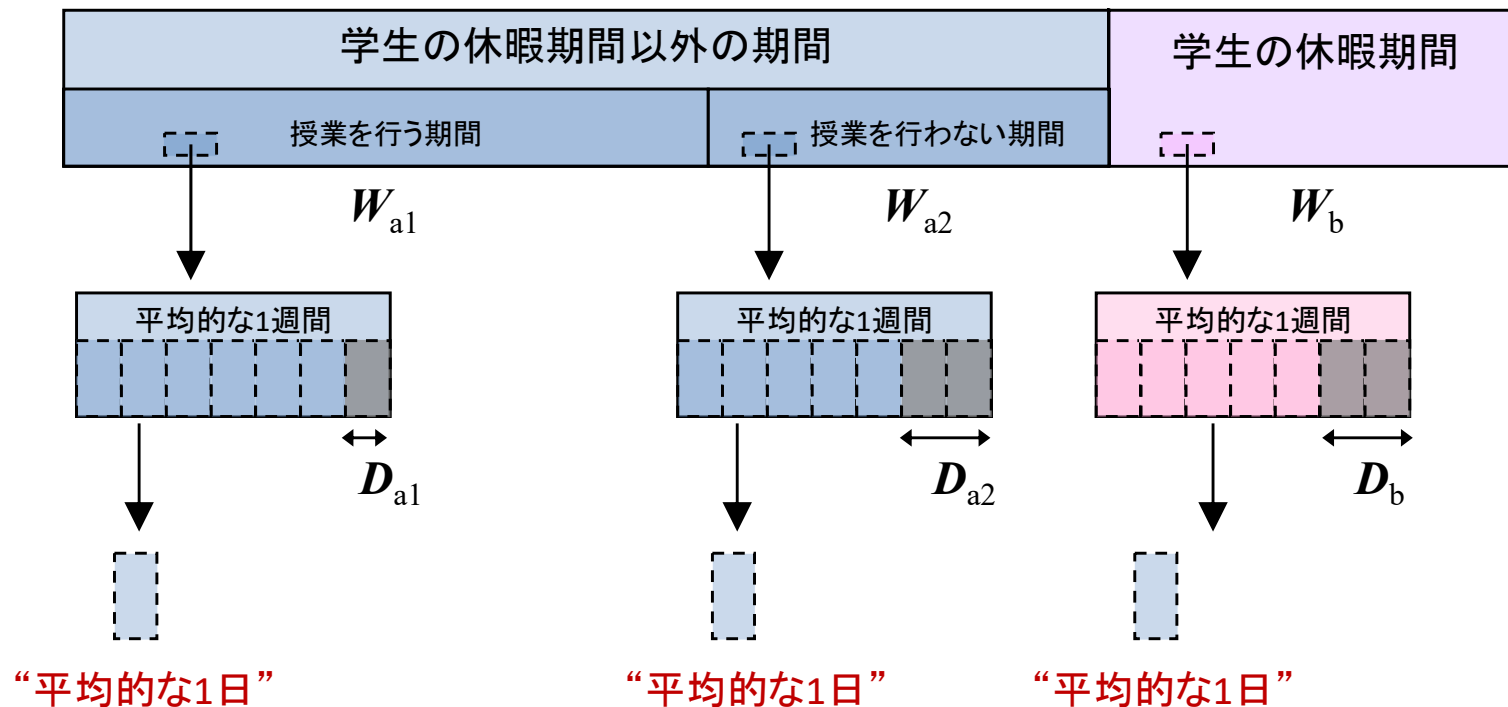 学生の休暇期間以外の期間
学生の休暇期間
授業を行う期間
授業を行わない期間
Wa1
Wa2
Wb
平均的な1週間
平均的な1週間
平均的な1週間
Da1
Da2
Db
“平均的な1日”
“平均的な1日”
“平均的な1日”